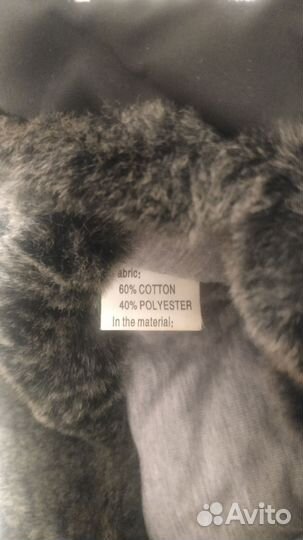 abric:
60% COTTON
40% POLYESTER
In the material:
Avito